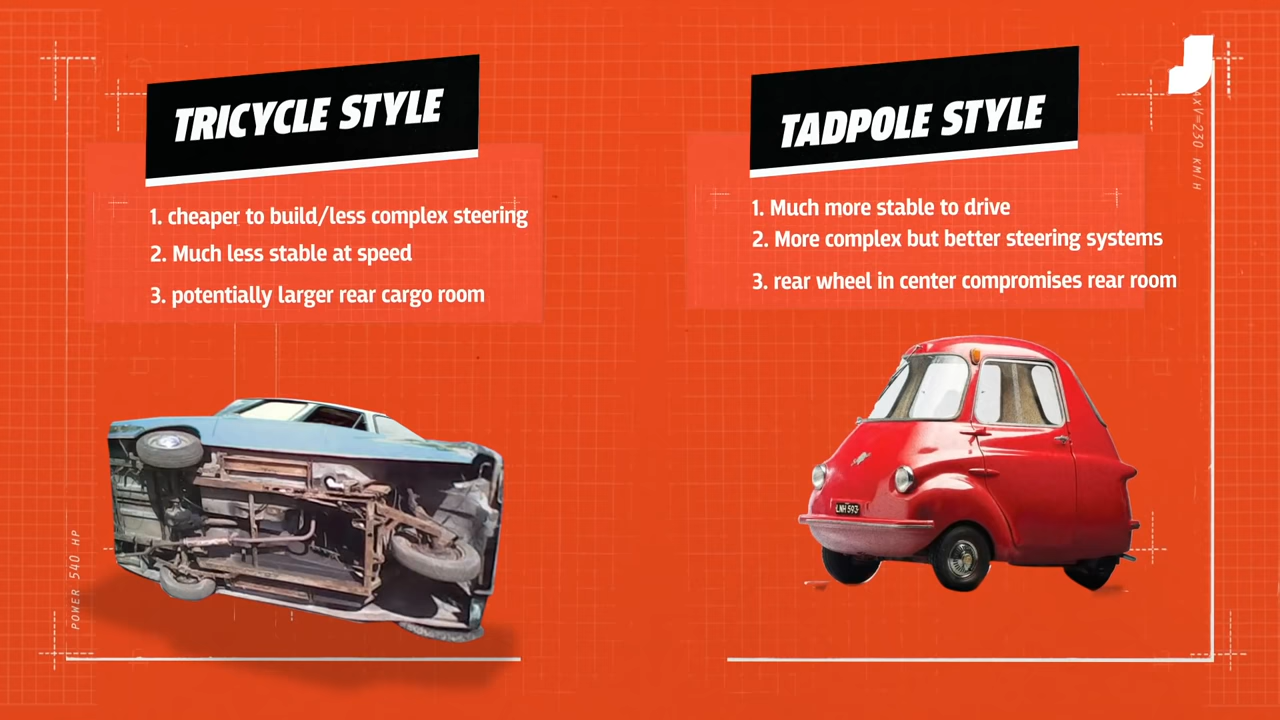 TRICYCLE STYLE
1. cheaper to build/less complex steering
2. Much less stable at speed
3. potentially larger rear cargo room
POWER 540 HP
TADPOLE STYLE
1. Much more stable to drive
2. More complex but better steering systems
3. rear wheel in center compromises rear room
LNH 593
J